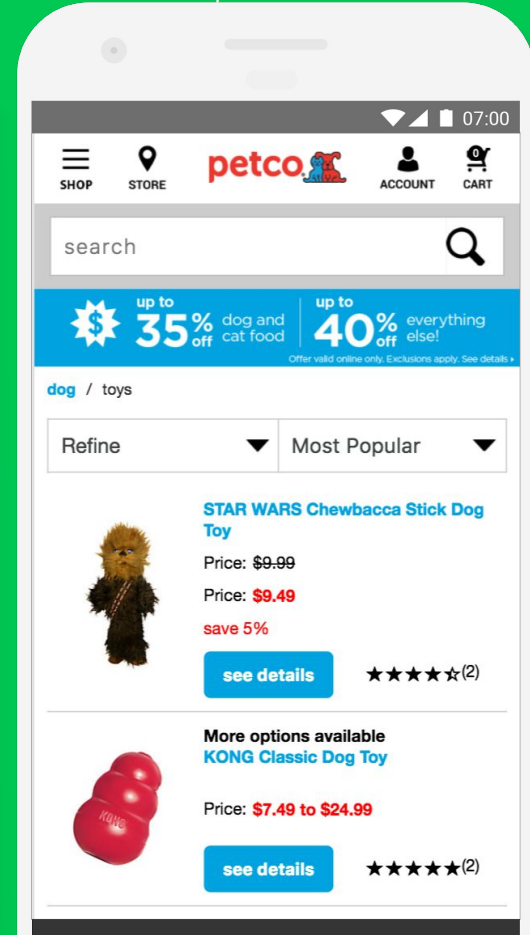 07:00
SHOP
STORE
petco
ACCOUNT
0
CART
search
$
up to
35% off
dog and
cat food
up to
40% off
everything
else!
Offer valid online only. Exclusions apply. See details
dog / toys
Refine
Most Popular
STAR WARS Chewbacca Stick Dog
Toy
Price: $9.99
Price: $9.49
save 5%
see details
(2)
More options available
KONG Classic Dog Toy
KONG
Price: $7.49 to $24.99
see details
(2)